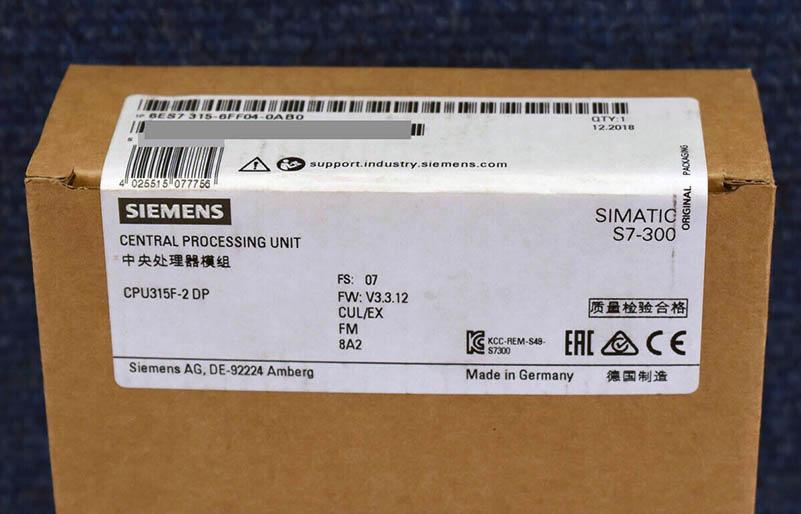 1P 6ES7 315-6FF04-0AB0
QTY:1
12.2018
S
support.industry.siemens.com
4 025515 077756
ORIGINAL PACKAGING
SIEMENS
SIMATIC
S7-300
CENTRAL PROCESSING UNIT
中央处理器模组
CPU315F-2 DP
FS: 07
FW: V3.3.12
CUL/EX
FM
8A2
质量检验合格
KCC-REM-S49-
S7300
EAC
CE
Siemens AG, DE-92224 Amberg
Made in Germany
德国制造